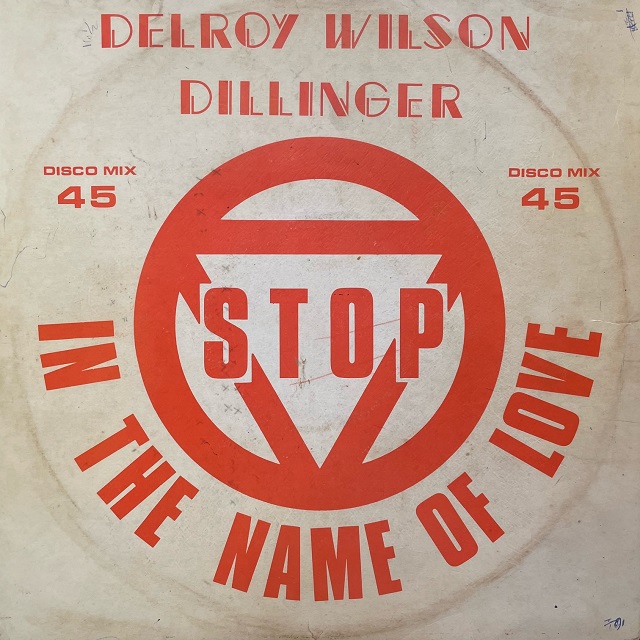 DELROY WILSON
DILLINGER
DISCO MIX
45
DISCO MIX
45
STOP
IN THE NAME OF LOVE